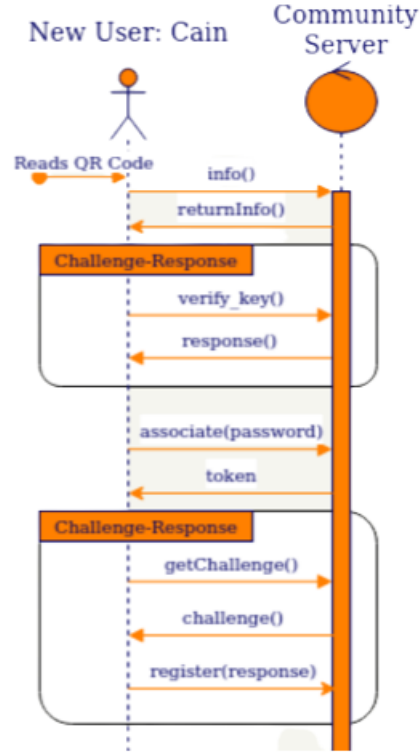 New User: Cain
Community
Server
Reads QR Code
info()
returnInfo()
Challenge-Response
verify_key()
response()
associate(password)
token
Challenge-Response
getChallenge()
challenge()
register(response)